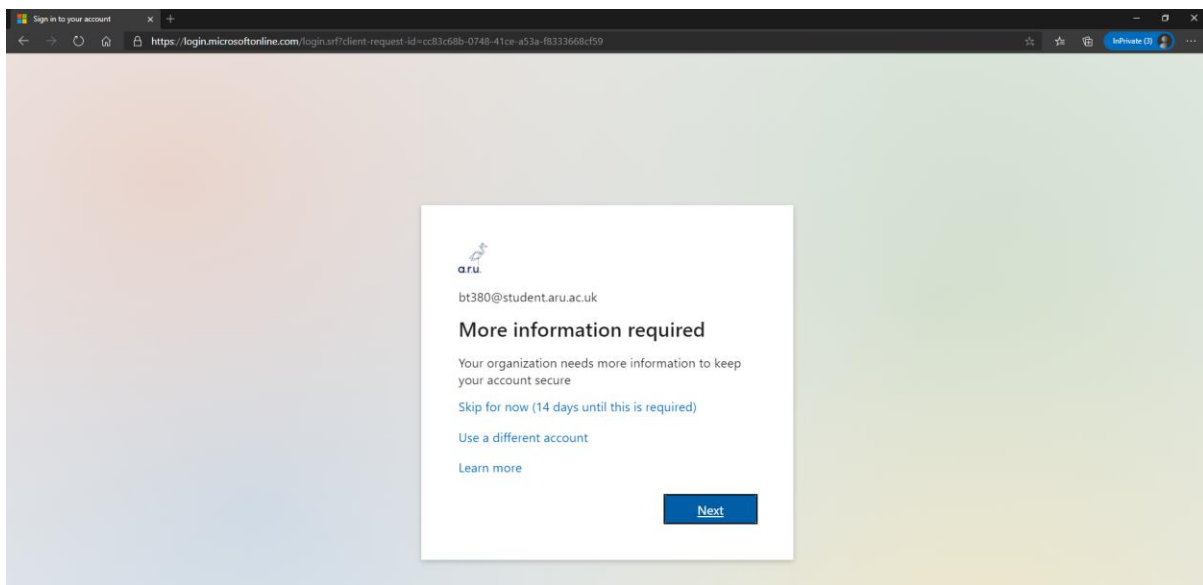 Sign in to your account
https://login.microsoftonline.com/login.srf?client-request-id=cc83c68b-0748-41ce-a53a-f8333668cf59
InPrivate (3)
a.r.u.
bt380@student.aru.ac.uk
More information required
Your organization needs more information to keep
your account secure
Skip for now (14 days until this is required)
Use a different account
Learn more
Next